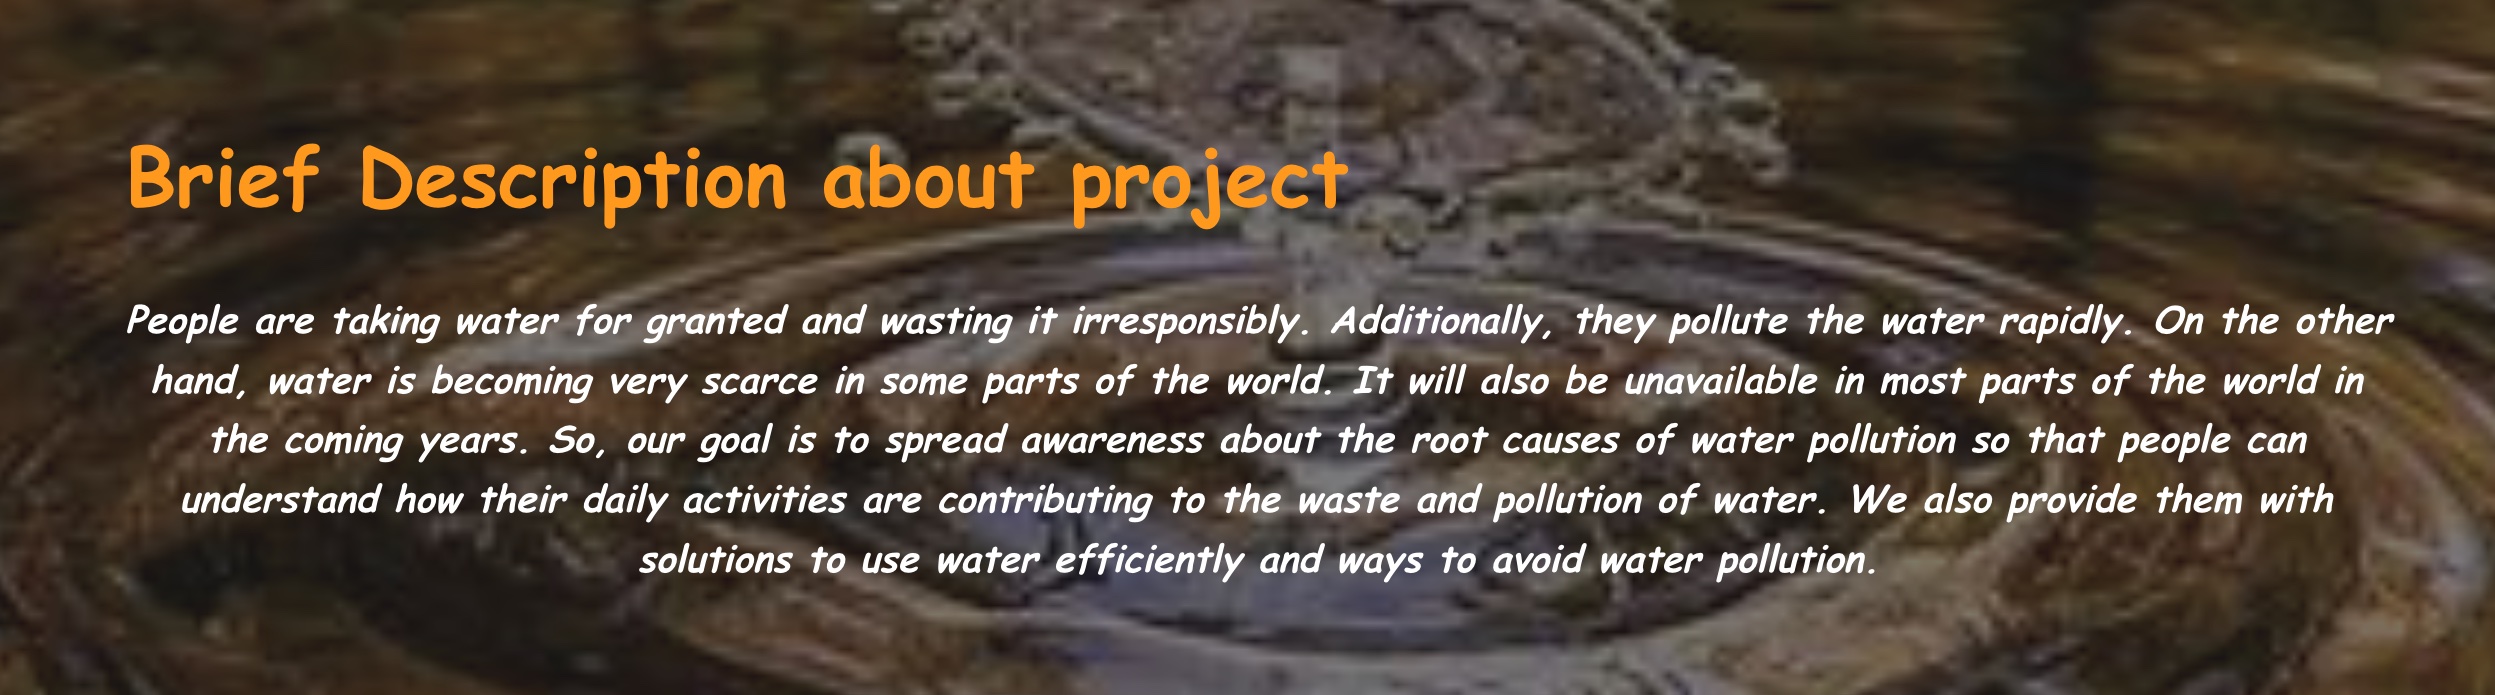 Brief Description about project
People are taking water for granted and wasting it irresponsibly. Additionally, they pollute the water rapidly. On the other
hand, water is becoming very scarce in some parts of the world. It will also be unavailable in most parts of the world in
the coming years. So, our goal is to spread awareness about the root causes of water pollution so that people can
understand how their daily activities are contributing to the waste and pollution of water. We also provide them with
solutions to use water efficiently and ways to avoid water pollution.